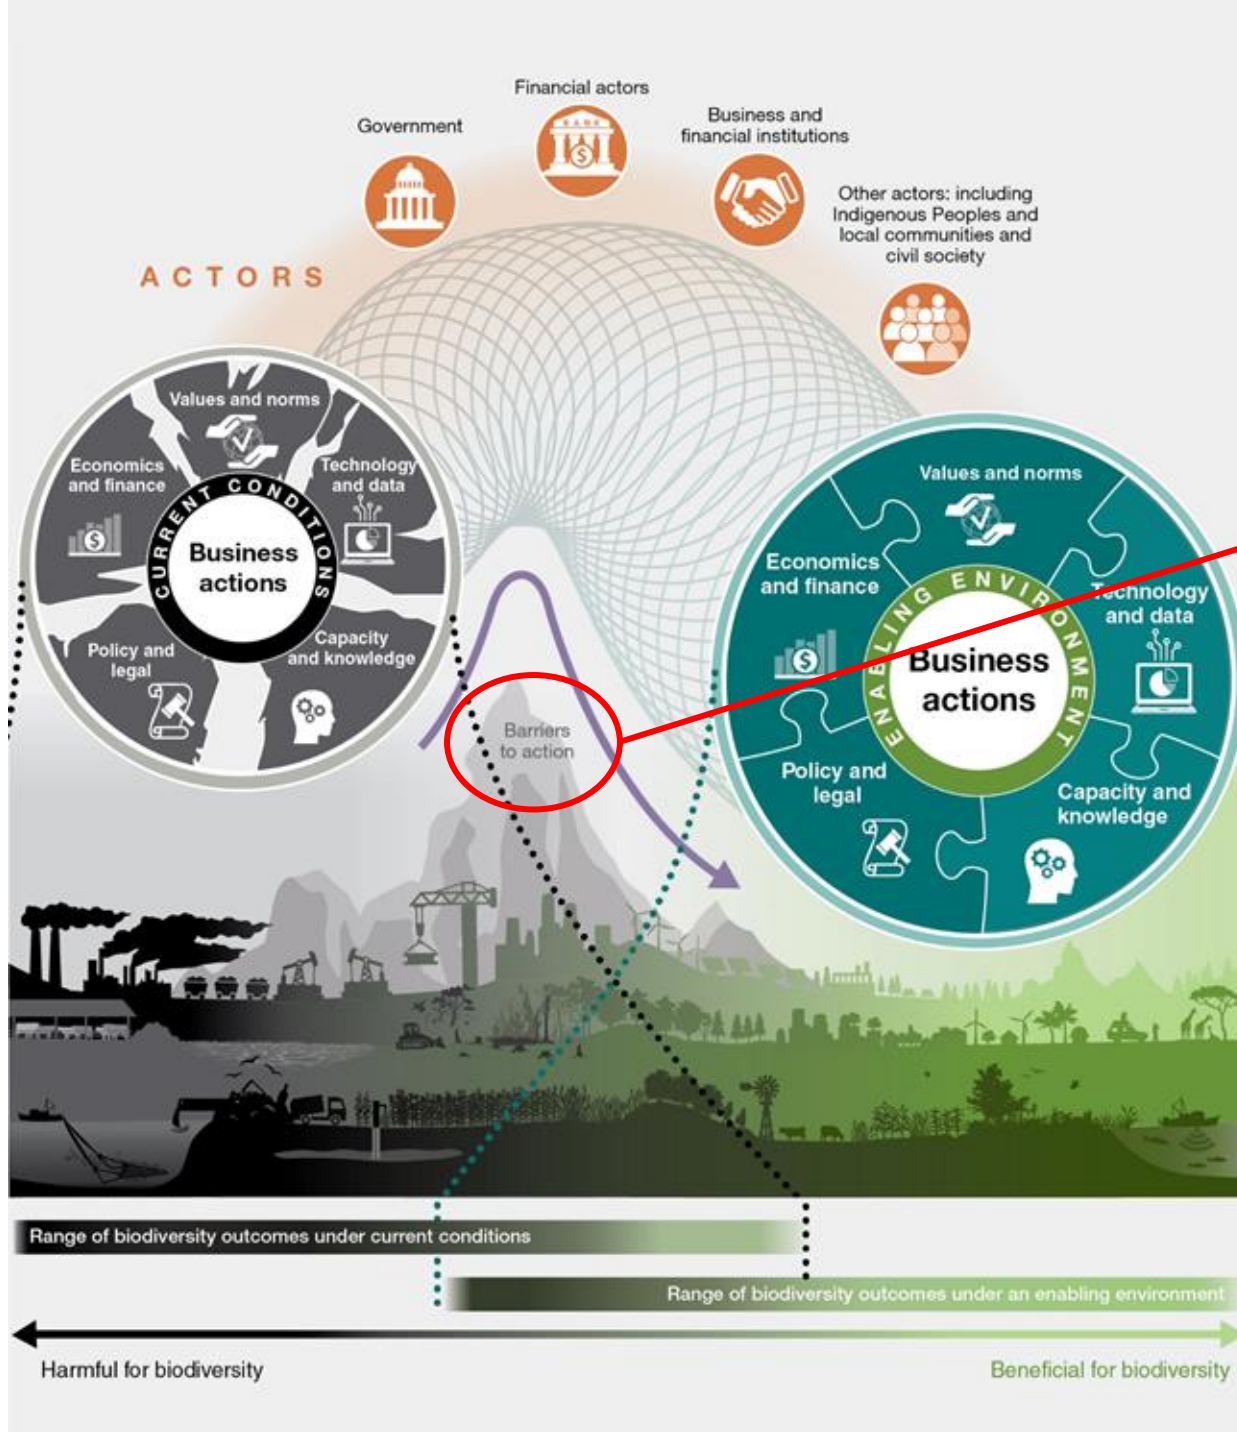 Financial actors
Government
BANK
$
Business and
financial institutions
Other actors: including
Indigenous Peoples and
local communities and
civil society
ACTORS
Values and norms
Economics
and finance
$
Technology
and data
CURRENT CONDITIONS
Business
actions
Policy and
legal
Capacity
and knowledge
Values and norms
Economics
and finance
$
Technology
and data
ENABLING ENVIRONMENT
Business
actions
Policy and
legal
Capacity and
knowledge
Barriers
to action
Range of biodiversity outcomes under current conditions
Range of biodiversity outcomes under an enabling environment
Harmful for biodiversity
Beneficial for biodiversity